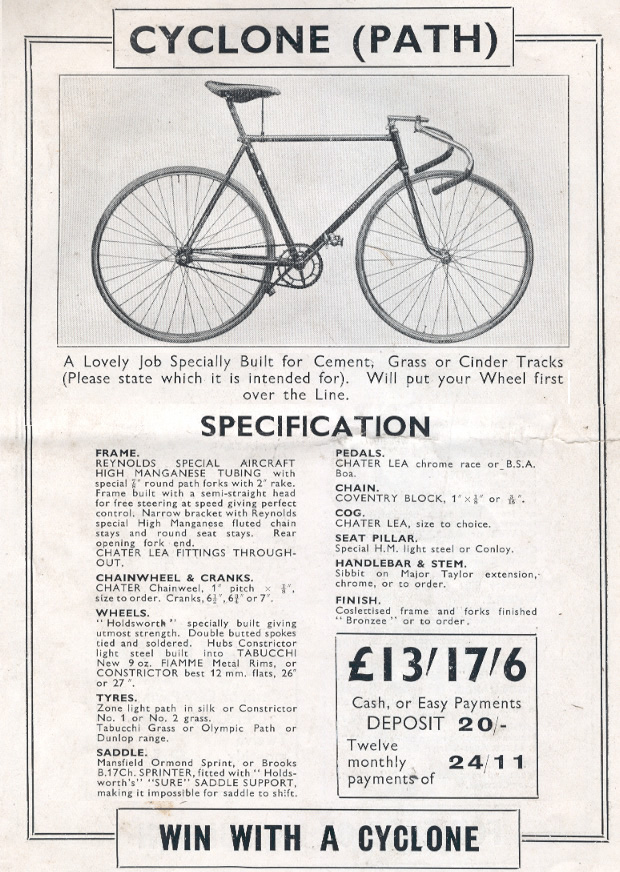 CYCLONE (PATH)
A Lovely Job Specially Built for Cement, Grass or Cinder Tracks
(Please state which it is intended for). Will put your Wheel first
over the Line.
SPECIFICATION
FRAME.
REYNOLDS SPECIAL AIRCRAFT
HIGH MANGANESE TUBING with
special ⅞" round path forks with 2" rake.
Frame built with a semi-straight head
for free steering at speed giving perfect
control. Narrow bracket with Reynolds
special High Manganese fluted chain
stays and round seat stays. Rear
opening fork end.
CHATER LEA FITTINGS THROUGH-
OUT.
CHAINWHEEL & CRANKS.
CHATER Chainweel, 1" pitch × ⅜",
size to order. Cranks, 6½", 6¾" or 7".
WHEELS.
"Holdsworth" specially built giving
utmost strength. Double butted spokes
tied and soldered. Hubs Constrictor
light steel built into TABUCCHI
New 9 oz. FIAMME Metal Rims, or
CONSTRICTOR best 12 mm. flats, 26"
or 27".
TYRES.
Zone light path in silk or Constrictor
No. 1 or No. 2 grass.
Tabucchi Grass or Olympic Path or
Dunlop range.
SADDLE.
Mansfield Ormond Sprint, or Brooks
B.17Ch. SPRINTER, fitted with "Holds-
worth's" "SURE" SADDLE SUPPORT,
making it impossible for saddle to shift.
PEDALS.
CHATER LEA chrome race or B.S.A.
Boa.
CHAIN.
COVENTRY BLOCK, 1" × or
COG.
CHATER LEA, size to choice.
SEAT PILLAR.
Special H.M. light steel or Conloy.
HANDLEBAR & STEM.
Sibbit on Major Taylor extension,
chrome, or to order.
FINISH.
Coslettised frame and forks finished
"Bronzee" or to order.
£13/17/6
Cash, or Easy Payments
DEPOSIT 20/-
Twelve
monthly 24/11
payments of
WIN WITH A CYCLONE